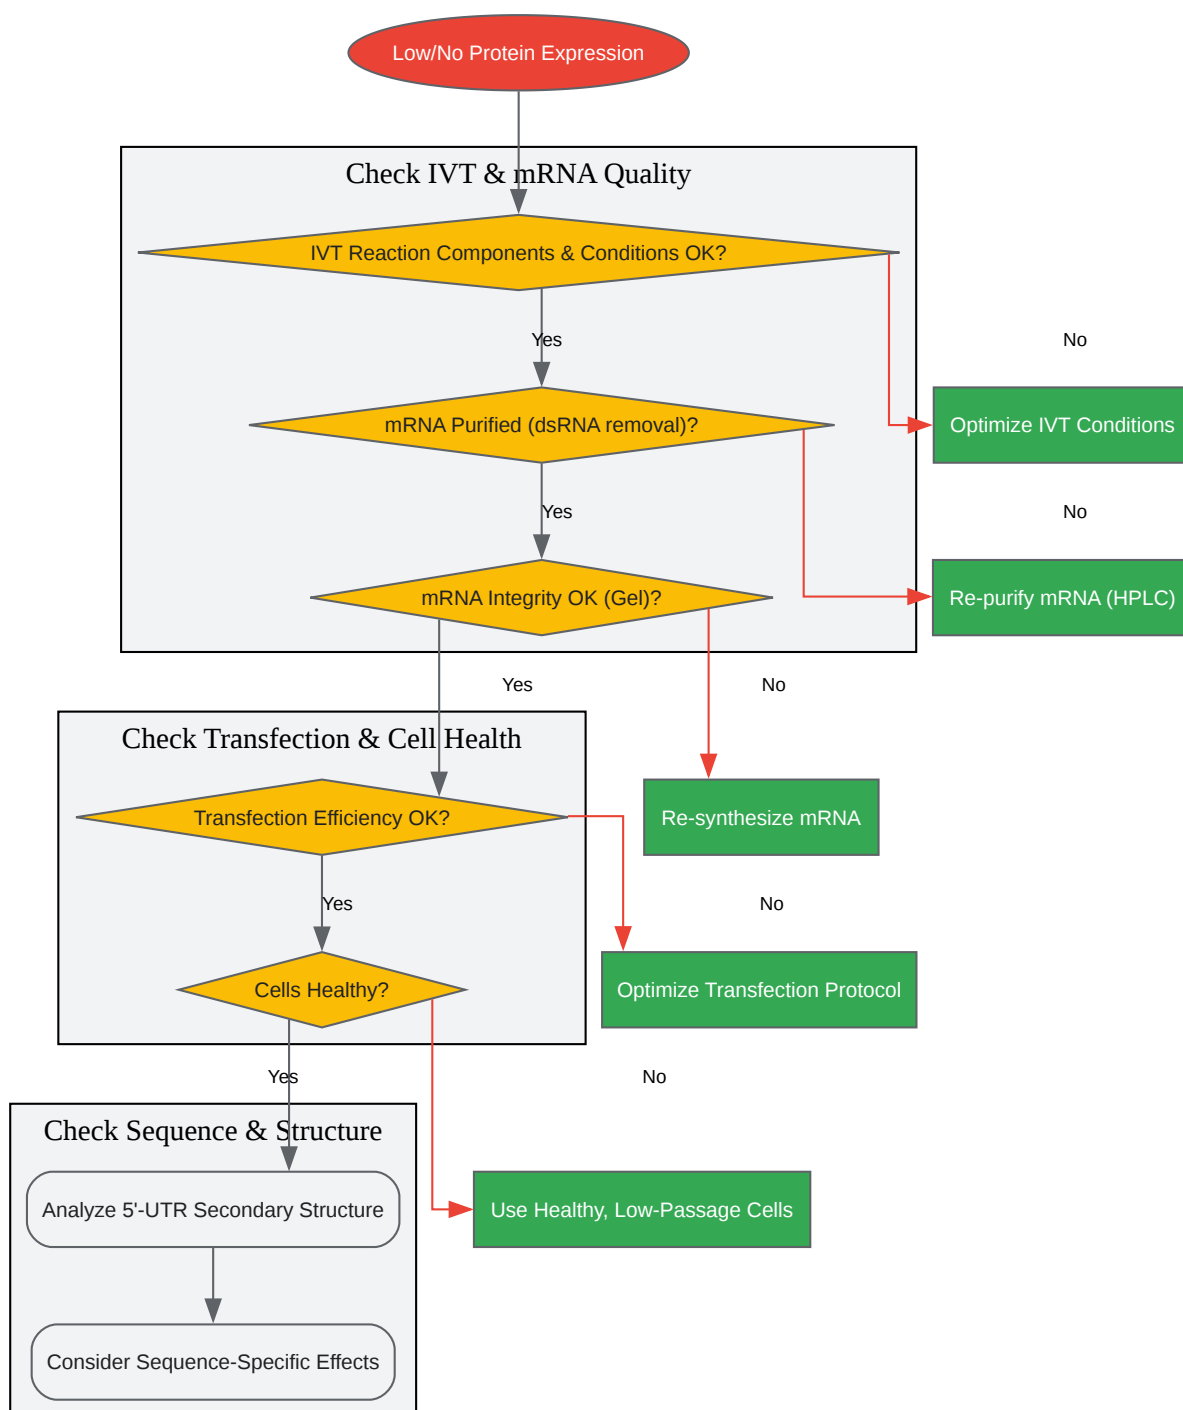 Low/No Protein Expression
Check IVT & mRNA Quality
IVT Reaction Components & Conditions OK?
Yes
No
mRNA Purified (dsRNA removal)?
Optimize IVT Conditions
Yes
No
mRNA Integrity OK (Gel)?
Re-purify mRNA (HPLC)
Yes
No
Check Transfection & Cell Health
Transfection Efficiency OK?
Re-synthesize mRNA
Yes
No
Cells Healthy?
Optimize Transfection Protocol
Yes
No
Check Sequence & Structure
Analyze 5'-UTR Secondary Structure
Use Healthy, Low-Passage Cells
Consider Sequence-Specific Effects